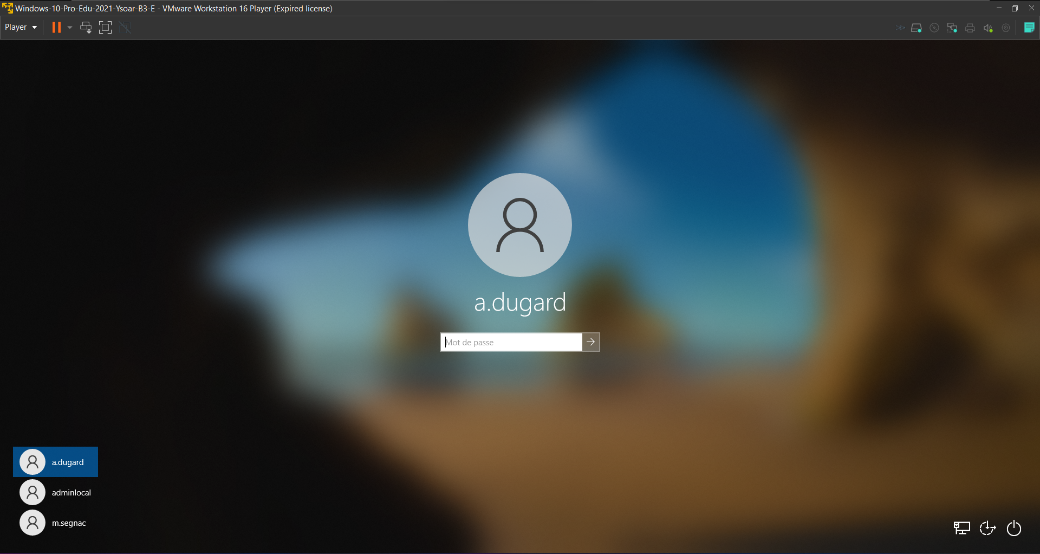 Windows-10-Pro-Edu-2021-Ysoar-B3-E - VMware Workstation 16 Player (Expired license)
Player
a.dugard
Mot de passe
a.dugard
adminlocal
m.segnac